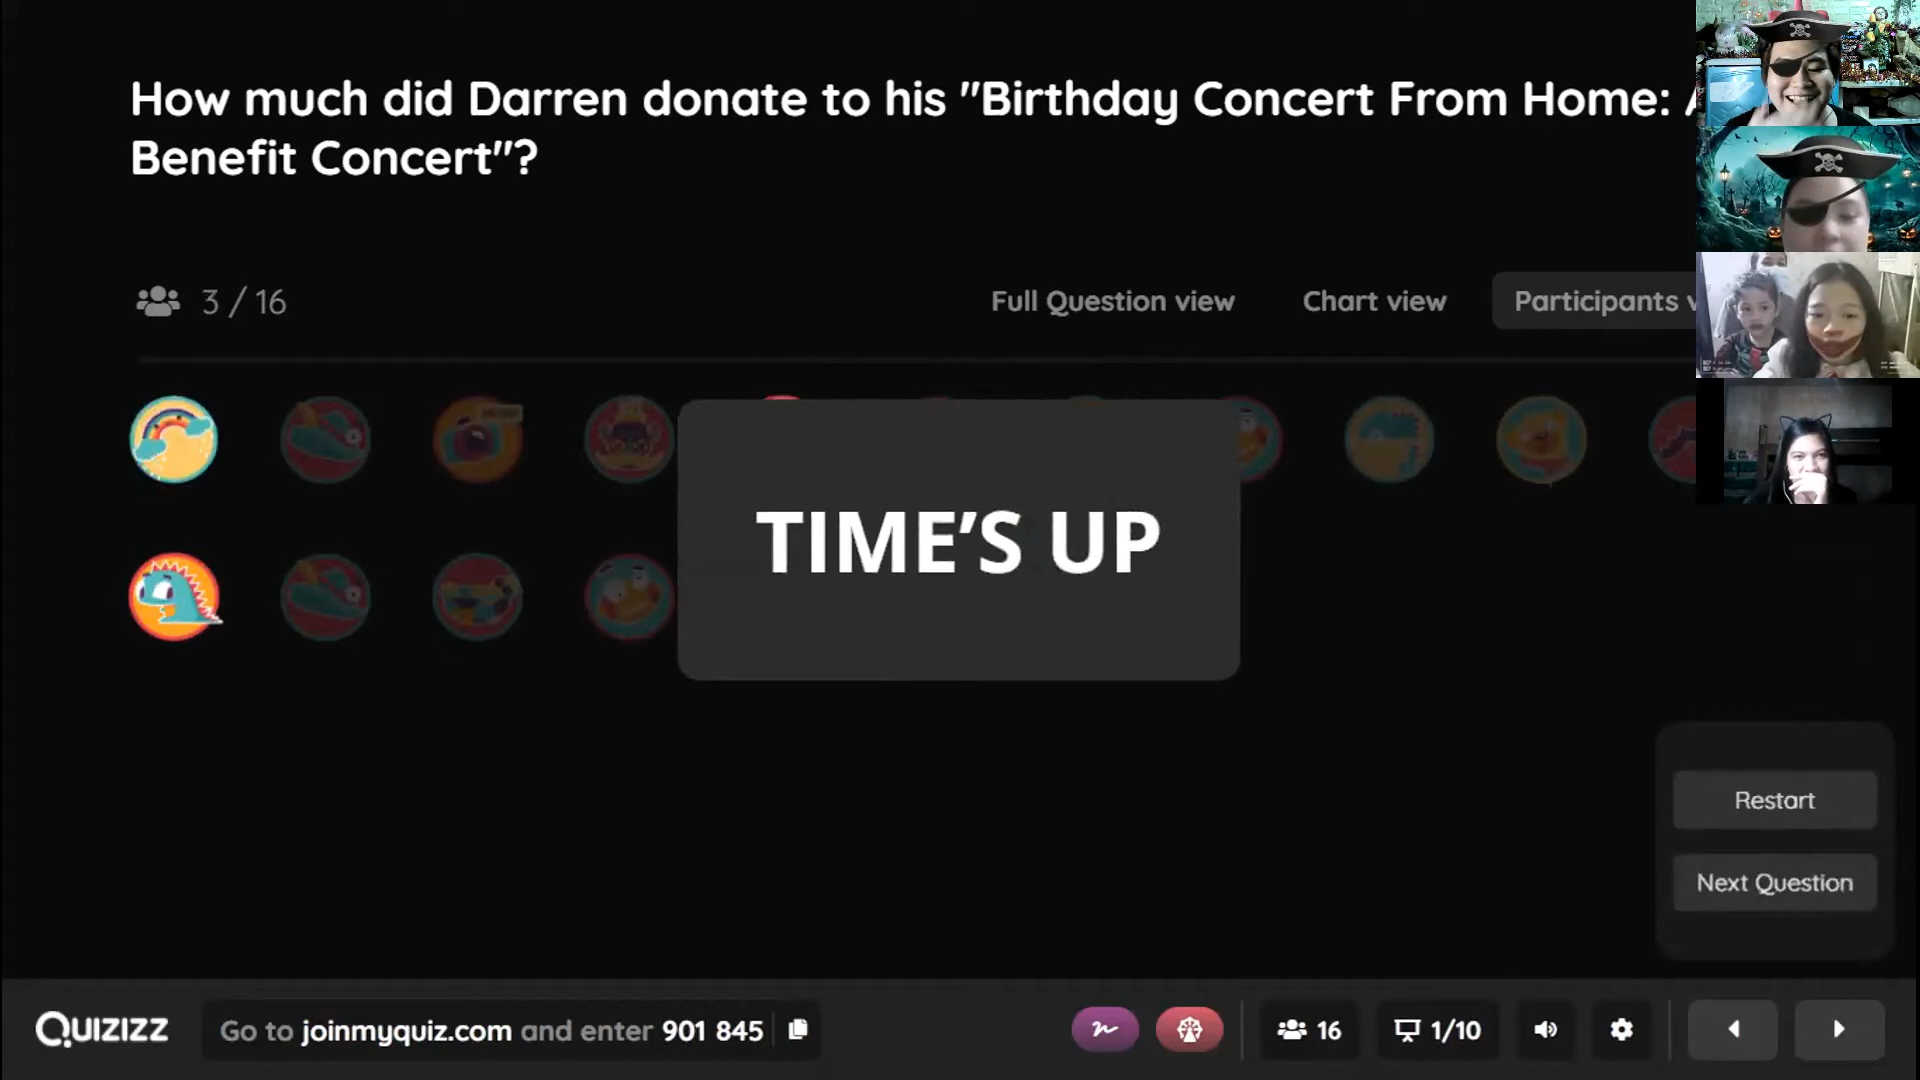 How much did Darren donate to his "Birthday Concert From Home: A
Benefit Concert"?
3 / 16
Full Question view
Chart view
Participants v
TIME'S UP
Restart
Next Question
QUIZIZZ
Go to joinmyquiz.com and enter 901 845
16
1/10